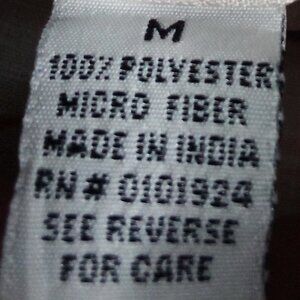 M
100% POLYESTER
MICRO FIBER
MADE IN INDIA
RN# 0101924
SEE REVERSE
FOR CARE